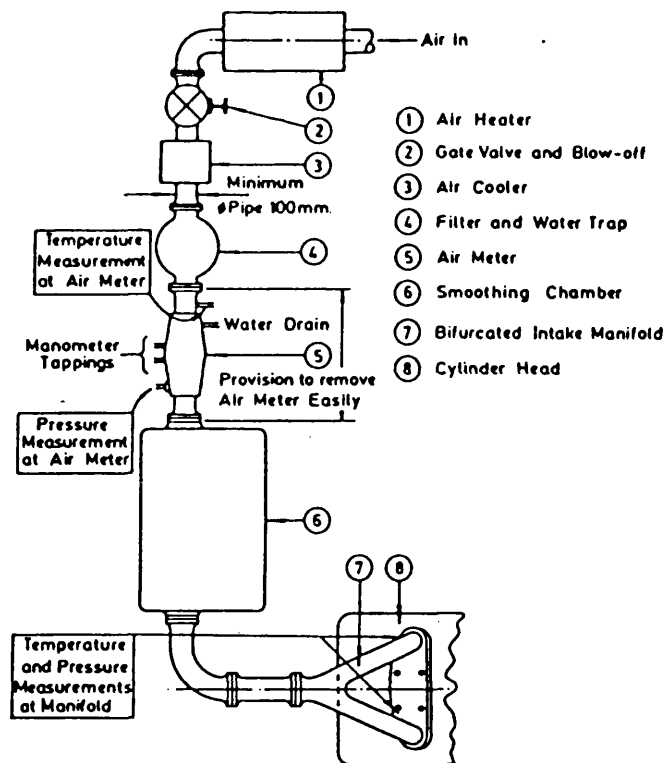 Air In
1
2
3
Minimum
ø Pipe 100mm.
Temperature
Measurement
at Air Meter
4
Water Drain
Manometer
Tappings
5
Provision to remove
Air Meter Easily
Pressure
Measurement
at Air Meter
6
7
8
Temperature
and Pressure
Measurements
at Manifold
1 Air Heater
2 Gate Valve and Blow-off
3 Air Cooler
4 Filter and Water Trap
5 Air Meter
6 Smoothing Chamber
7 Bifurcated Intake Manifold
8 Cylinder Head